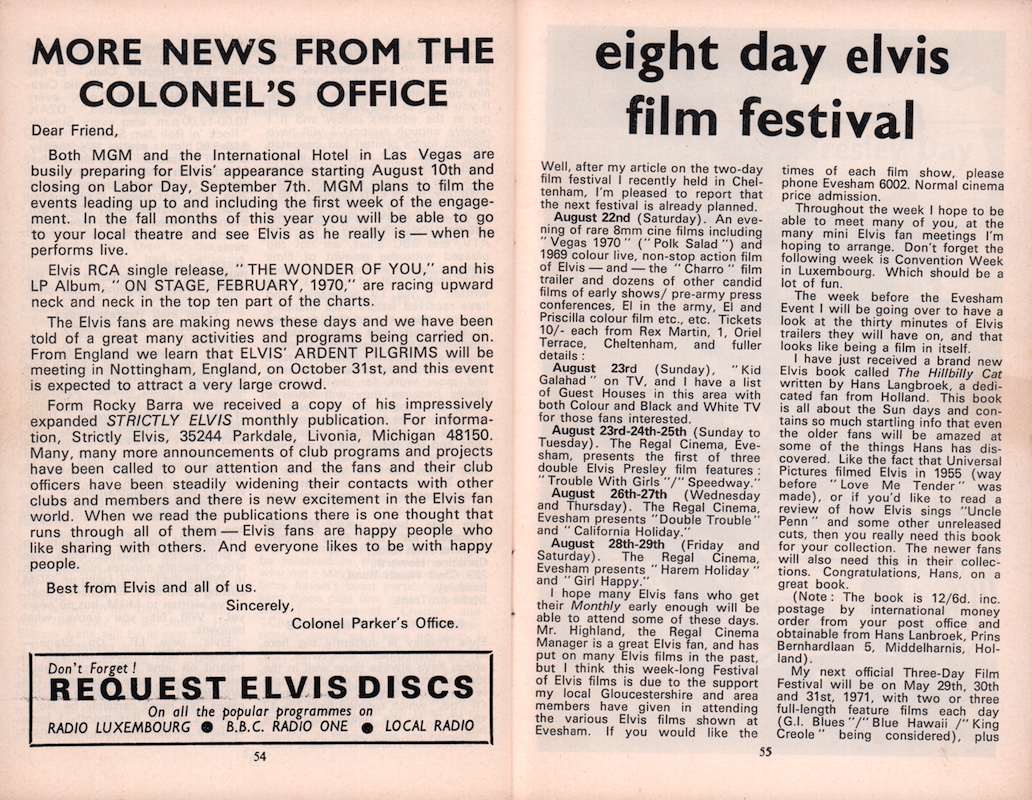 MORE NEWS FROM THE
COLONEL'S OFFICE
Dear Friend,
Both MGM and the International Hotel in Las Vegas are
busily preparing for Elvis' appearance starting August 10th and
closing on Labor Day, September 7th. MGM plans to film the
events leading up to and including the first week of the engage-
ment. In the fall months of this year you will be able to go
to your local theatre and see Elvis as he really is — when he
performs live.
Elvis RCA single release, "THE WONDER OF YOU," and his
LP Album, "ON STAGE, FEBRUARY, 1970," are racing upward
neck and neck in the top ten part of the charts.
The Elvis fans are making news these days and we have been
told of a great many activities and programs being carried on.
From England we learn that ELVIS' ARDENT PILGRIMS will be
meeting in Nottingham, England, on October 31st, and this event
is expected to attract a very large crowd.
Form Rocky Barra we received a copy of his impressively
expanded STRICTLY ELVIS monthly publication. For informa-
tion, Strictly Elvis, 35244 Parkdale, Livonia, Michigan 48150.
Many, many more announcements of club programs and projects
have been called to our attention and the fans and their club
officers have been steadily widening their contacts with other
clubs and members and there is new excitement in the Elvis fan
world. When we read the publications there is one thought that
runs through all of them — Elvis fans are happy people who
like sharing with others. And everyone likes to be with happy
people.
Best from Elvis and all of us.
Sincerely,
Colonel Parker's Office.
Don't Forget!
REQUEST ELVIS DISCS
On all the popular programmes on
RADIO LUXEMBOURG ● B.B.C. RADIO ONE ● LOCAL RADIO
54
eight day elvis
film festival
Well, after my article on the two-day
film festival I recently held in Chel-
tenham, I'm pleased to report that
the next festival is already planned.
August 22nd (Saturday). An eve-
ning of rare 8mm cine films including
"Vegas 1970" ("Polk Salad") and
1969 colour live, non-stop action film
of Elvis — and — the "Charro" film
trailer and dozens of other candid
films of early shows/ pre-army press
conferences, El in the army, El and
Priscilla colour film etc., etc. Tickets
10/- each from Rex Martin, 1, Oriel
Terrace, Cheltenham, and fuller
details :
August 23rd (Sunday), "Kid
Galahad" on TV, and I have a list
of Guest Houses in this area with
both Colour and Black and White TV
for those fans interested.
August 23rd-24th-25th (Sunday to
Tuesday). The Regal Cinema, Eve-
sham, presents the first of three
double Elvis Presley film features :
"Trouble With Girls"/"Speedway."
August 26th-27th (Wednesday
and Thursday). The Regal Cinema,
Evesham presents "Double Trouble"
and "California Holiday."
August 28th-29th (Friday and
Saturday). The Regal Cinema,
Evesham presents "Harem Holiday"
and "Girl Happy."
I hope many Elvis fans who get
their Monthly early enough will be
able to attend some of these days.
Mr. Highland, the Regal Cinema
Manager is a great Elvis fan, and has
put on many Elvis films in the past,
but I think this week-long Festival
of Elvis films is due to the support
my local Gloucestershire and area
members have given in attending
the various Elvis films shown at
Evesham. If you would like the
times of each film show, please
phone Evesham 6002. Normal cinema
price admission.
Throughout the week I hope to be
able to meet many of you, at the
many mini Elvis fan meetings I'm
hoping to arrange. Don't forget the
following week is Convention Week
in Luxembourg. Which should be a
lot of fun.
The week before the Evesham
Event I will be going over to have a
look at the thirty minutes of Elvis
trailers they will have on, and that
looks like being a film in itself.
I have just received a brand new
Elvis book called The Hillbilly Cat
written by Hans Langbroek, a dedi-
cated fan from Holland. This book
is all about the Sun days and con-
tains so much startling info that even
the older fans will be amazed at
some of the things Hans has dis-
covered. Like the fact that Universal
Pictures filmed Elvis in 1955 (way
before "Love Me Tender" was
made), or if you'd like to read a
review of how Elvis sings "Uncle
Penn" and some other unreleased
cuts, then you really need this book
for your collection. The newer fans
will also need this in their collec-
tions. Congratulations, Hans, on a
great book.
(Note: The book is 12/6d. inc.
postage by international money
order from your post office and
obtainable from Hans Lanbroek, Prins
Bernhardlaan 5, Middelharnis, Hol-
land).
My next official Three-Day Film
Festival will be on May 29th, 30th
and 31st, 1971, with two or three
full-length feature films each day
(G.I. Blues"/"Blue Hawaii /"King
Creole" being considered), plus
55